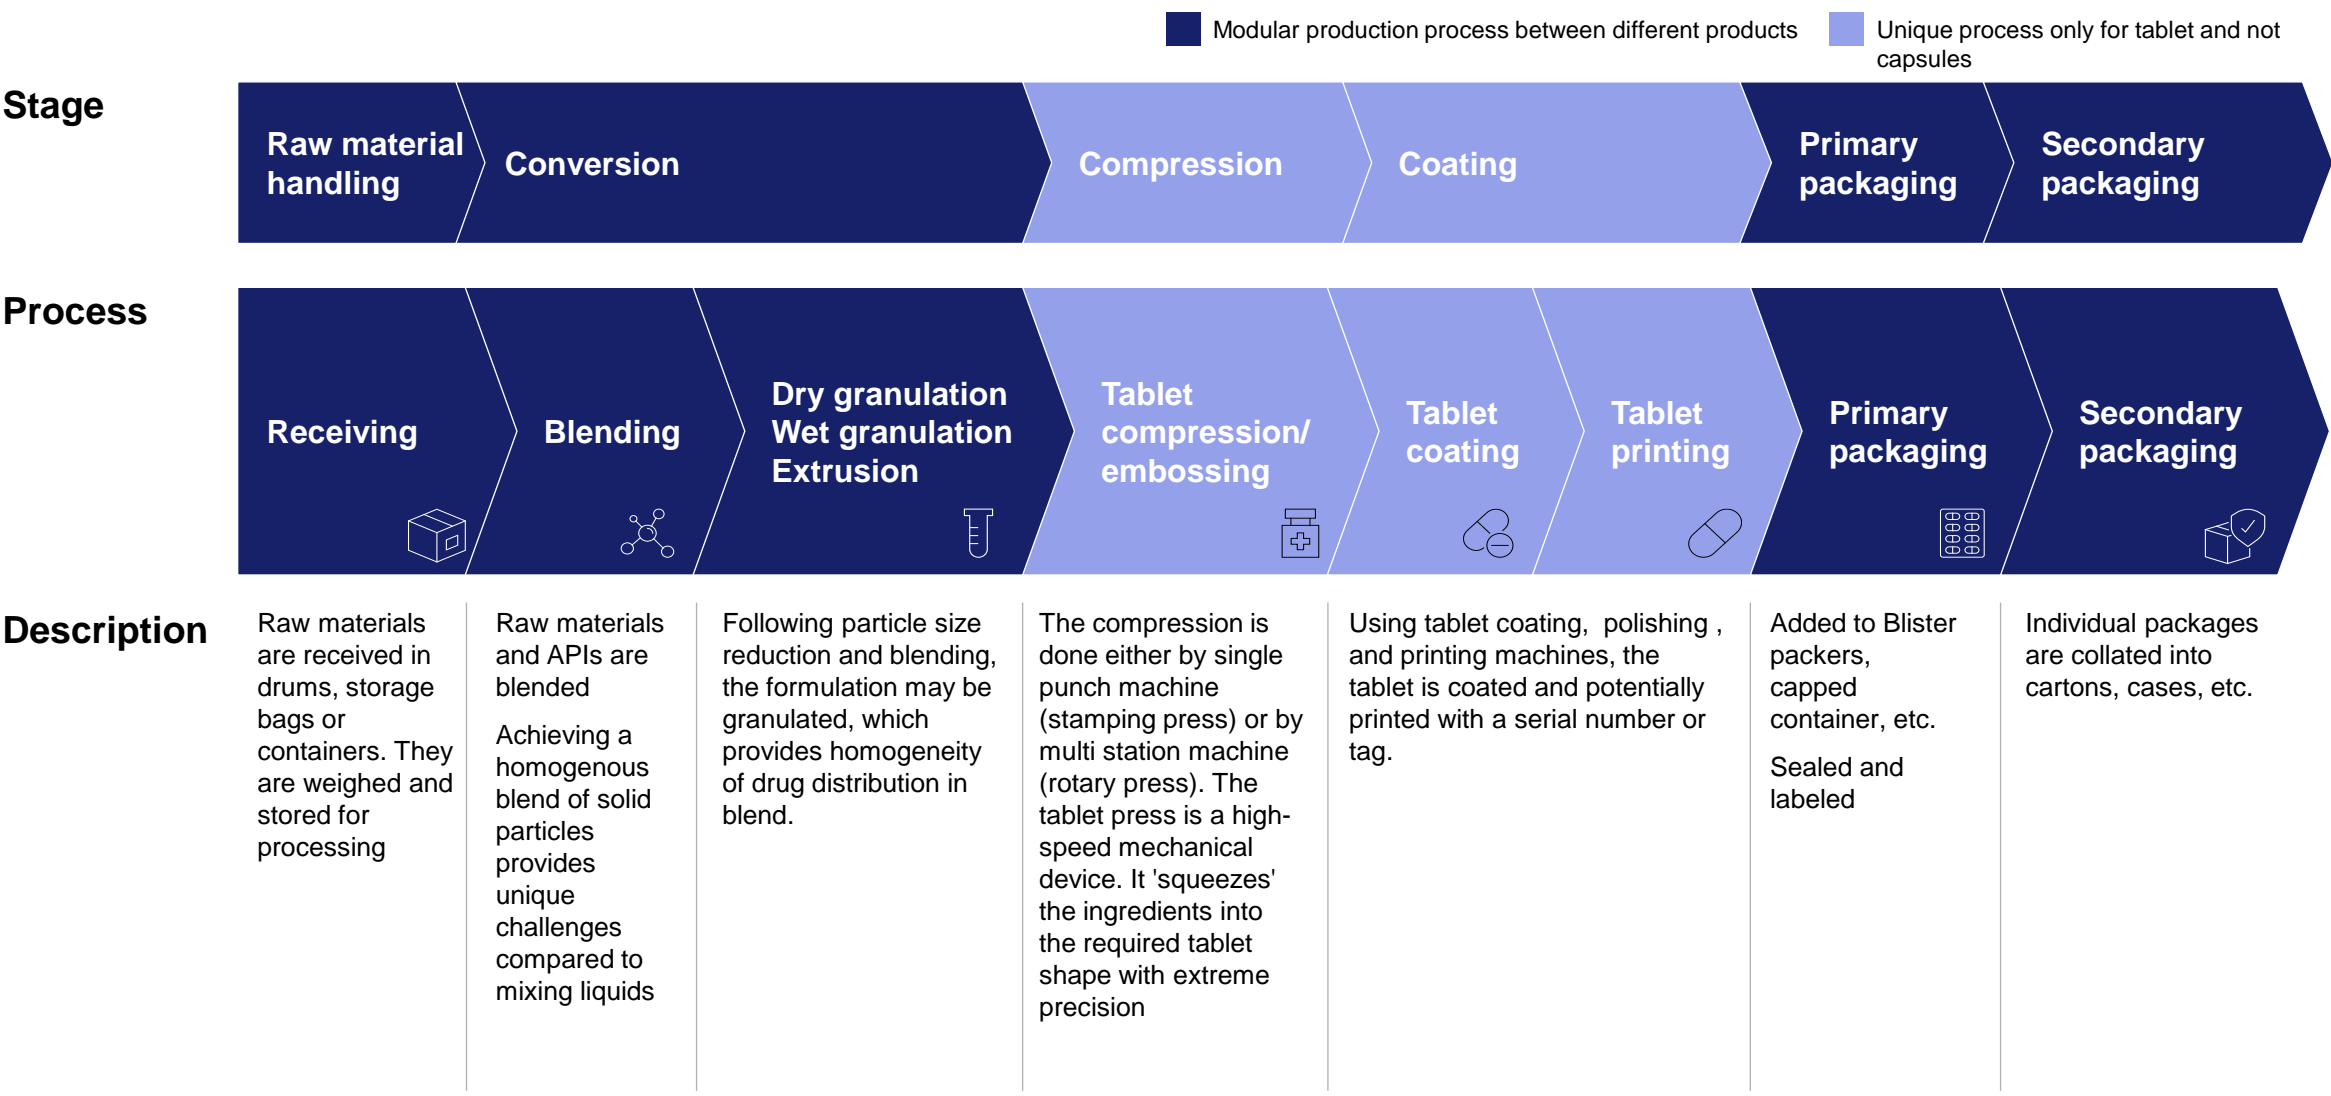 Modular production process between different products
Unique process only for tablet and not
capsules
Stage
Raw material
handling
Conversion
Compression
Coating
Primary
packaging
Secondary
packaging
Process
Receiving
Blending
Dry granulation
Wet granulation
Extrusion
Tablet
compression/
embossing
Tablet
coating
Tablet
printing
Primary
packaging
Secondary
packaging
Description
Raw materials
are received in
drums, storage
bags or
containers. They
are weighed and
stored for
processing
Raw materials
and APIs are
blended
Achieving a
homogenous
blend of solid
particles
provides
unique
challenges
compared to
mixing liquids
Following particle size
reduction and blending,
the formulation may be
granulated, which
provides homogeneity
of drug distribution in
blend.
The compression is
done either by single
punch machine
(stamping press) or by
multi station machine
(rotary press). The
tablet press is a high-
speed mechanical
device. It 'squeezes'
the ingredients into
the required tablet
shape with extreme
precision
Using tablet coating,  polishing ,
and printing machines, the
tablet is coated and potentially
printed with a serial number or
tag.
Added to Blister
packers,
capped
container, etc.
Sealed and
labeled
Individual packages
are collated into
cartons, cases, etc.